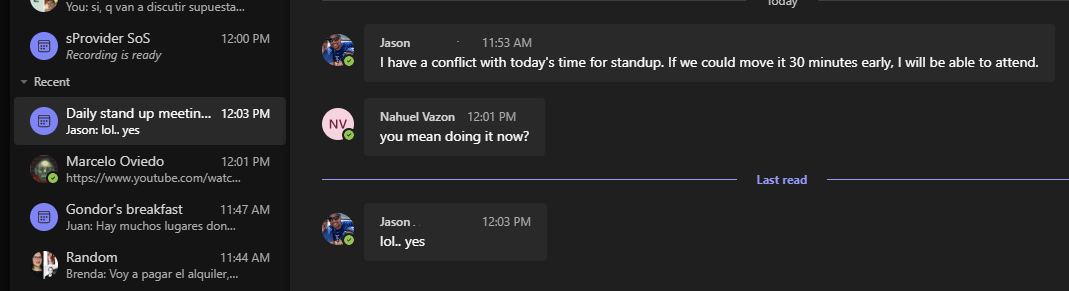 You: si, q van a discutir supuesta...
sProvider SoS 12:00 PM
Recording is ready
Recent
Daily stand up meetin... 12:03 PM
Jason: lol.. yes
Marcelo Oviedo 12:01 PM
https://www.youtube.com/watc...
Gondor's breakfast 11:47 AM
Juan: Hay muchos lugares don...
Random 11:44 AM
Brenda: Voy a pagar el alquiler,...
Today
Jason 11:53 AM
I have a conflict with today's time for standup. If we could move it 30 minutes early, I will be able to attend.
NV
Nahuel Vazon 12:01 PM
you mean doing it now?
Last read
Jason 12:03 PM
lol.. yes